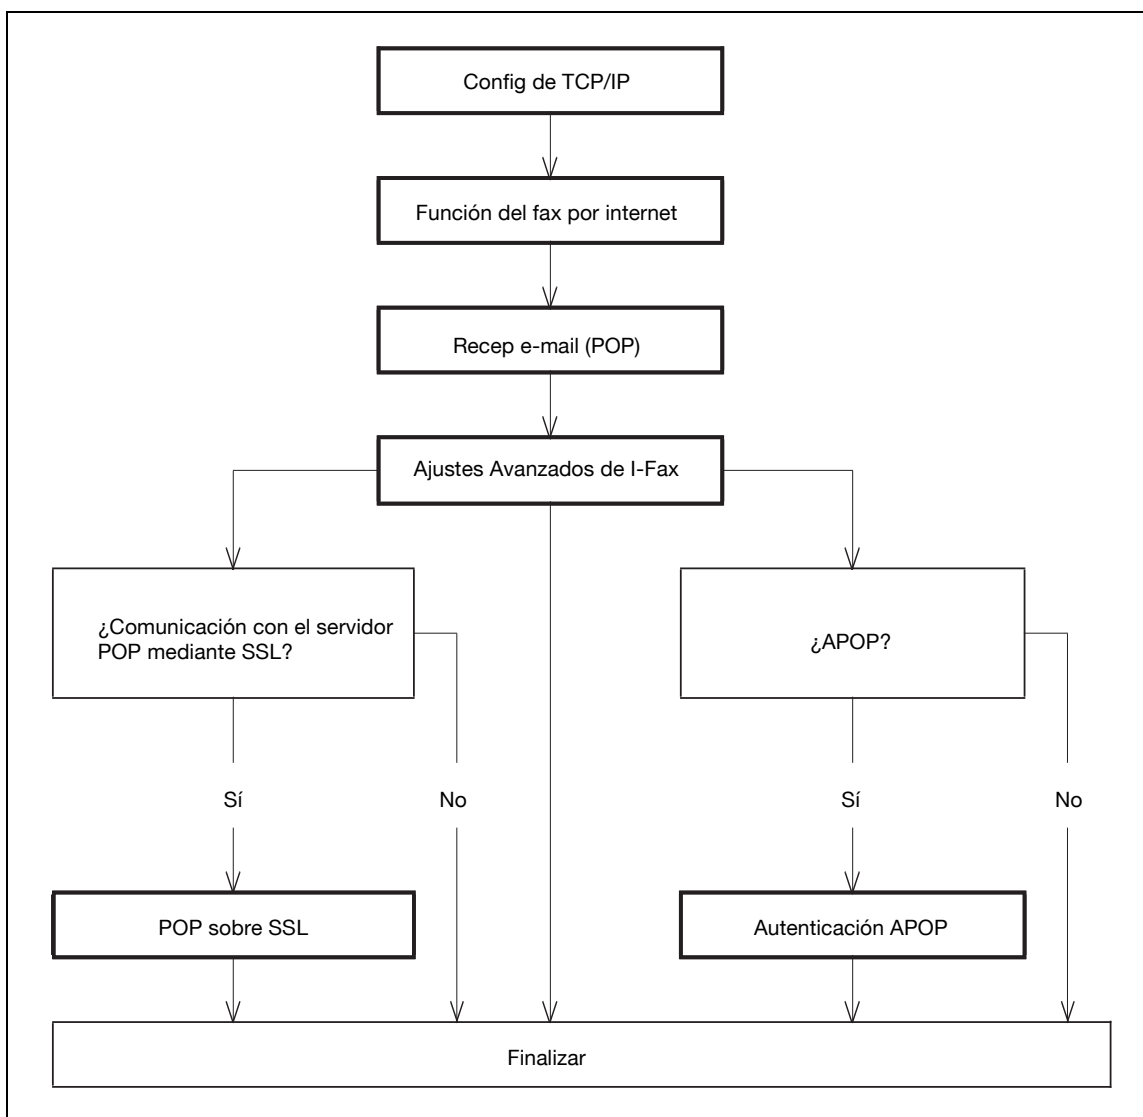 Config de TCP/IP
Función del fax por internet
Recep e-mail (POP)
Ajustes Avanzados de I-Fax
¿Comunicación con el servidor
POP mediante SSL?
¿APOP?
Sí
No
Sí
No
POP sobre SSL
Autenticación APOP
Finalizar